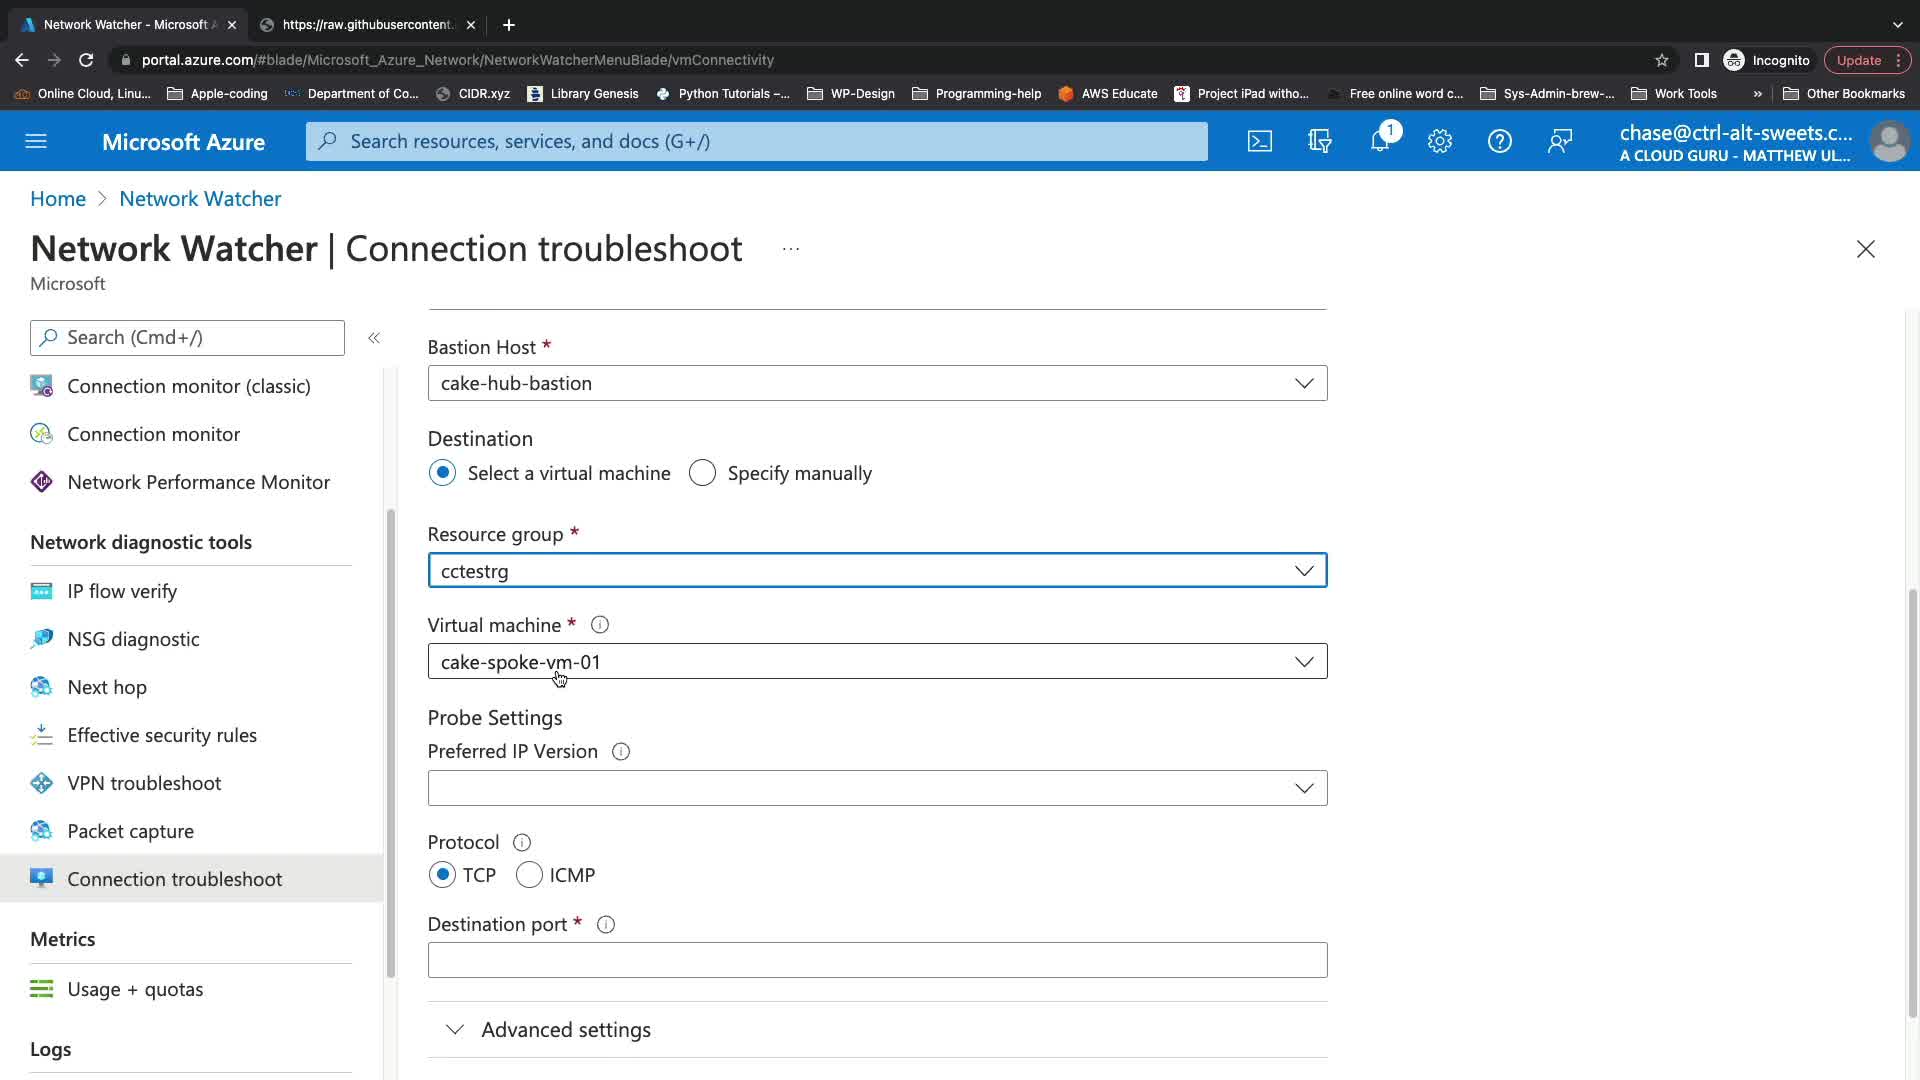 Network Watcher - Microsoft A
https://raw.githubusercontent.
portal.azure.com/#blade/Microsoft_Azure_Network/NetworkWatcherMenuBlade/vmConnectivity
Incognito
Update
Online Cloud, Linu...
Apple-coding
Department of Co...
CIDR.xyz
Library Genesis
Python Tutorials –...
WP-Design
Programming-help
AWS Educate
Project iPad witho...
Free online word c...
Sys-Admin-brew-...
Work Tools
»
Other Bookmarks
Microsoft Azure
Search resources, services, and docs (G+/)
1
chase@ctrl-alt-sweets.c...
A CLOUD GURU - MATTHEW UL...
Home > Network Watcher
Network Watcher | Connection troubleshoot ...
Microsoft
Search (Cmd+/)
«
Connection monitor (classic)
Connection monitor
Network Performance Monitor
Network diagnostic tools
IP flow verify
NSG diagnostic
Next hop
Effective security rules
VPN troubleshoot
Packet capture
Connection troubleshoot
Metrics
Usage + quotas
Logs
Bastion Host *
cake-hub-bastion
Destination
Select a virtual machine
Specify manually
Resource group *
cctestrg
Virtual machine *
cake-spoke-vm-01
Probe Settings
Preferred IP Version
Protocol
TCP
ICMP
Destination port *
Advanced settings